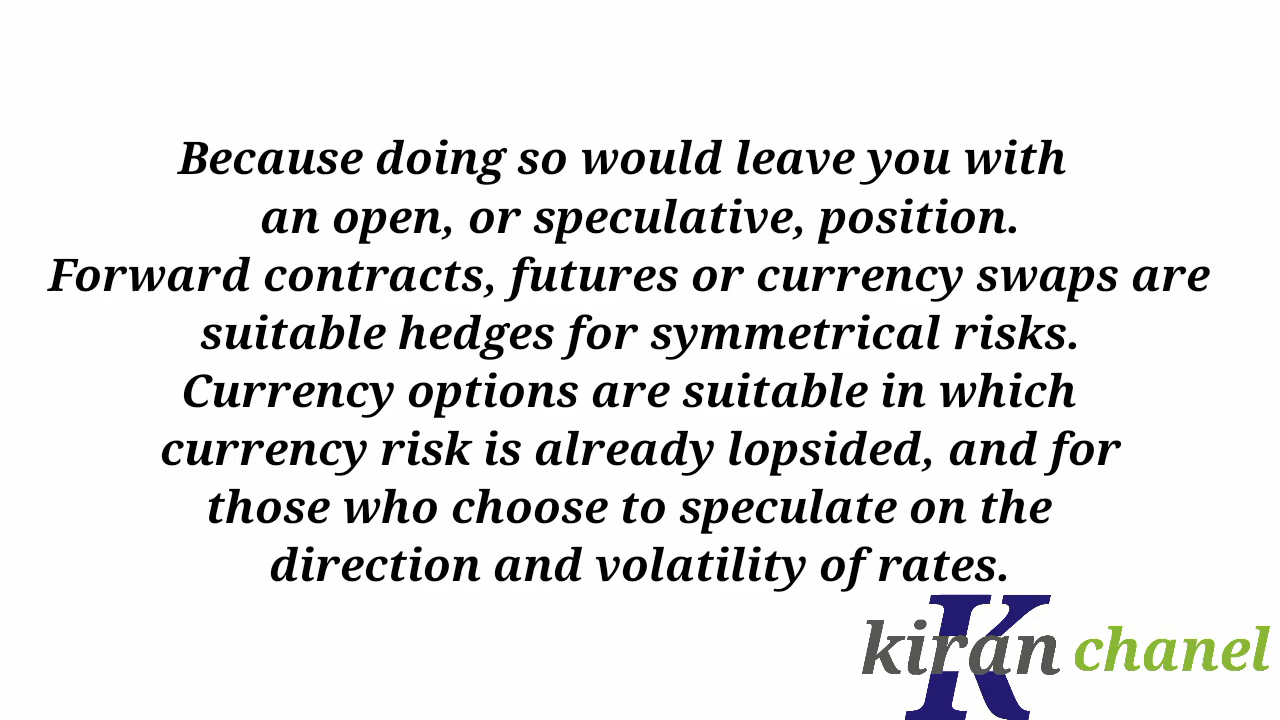 Because doing so would leave you with
an open, or speculative, position.
Forward contracts, futures or currency swaps are
suitable hedges for symmetrical risks.
Currency options are suitable in which
currency risk is already lopsided, and for
those who choose to speculate on the
direction and volatility of rates.
K
kiran chanel